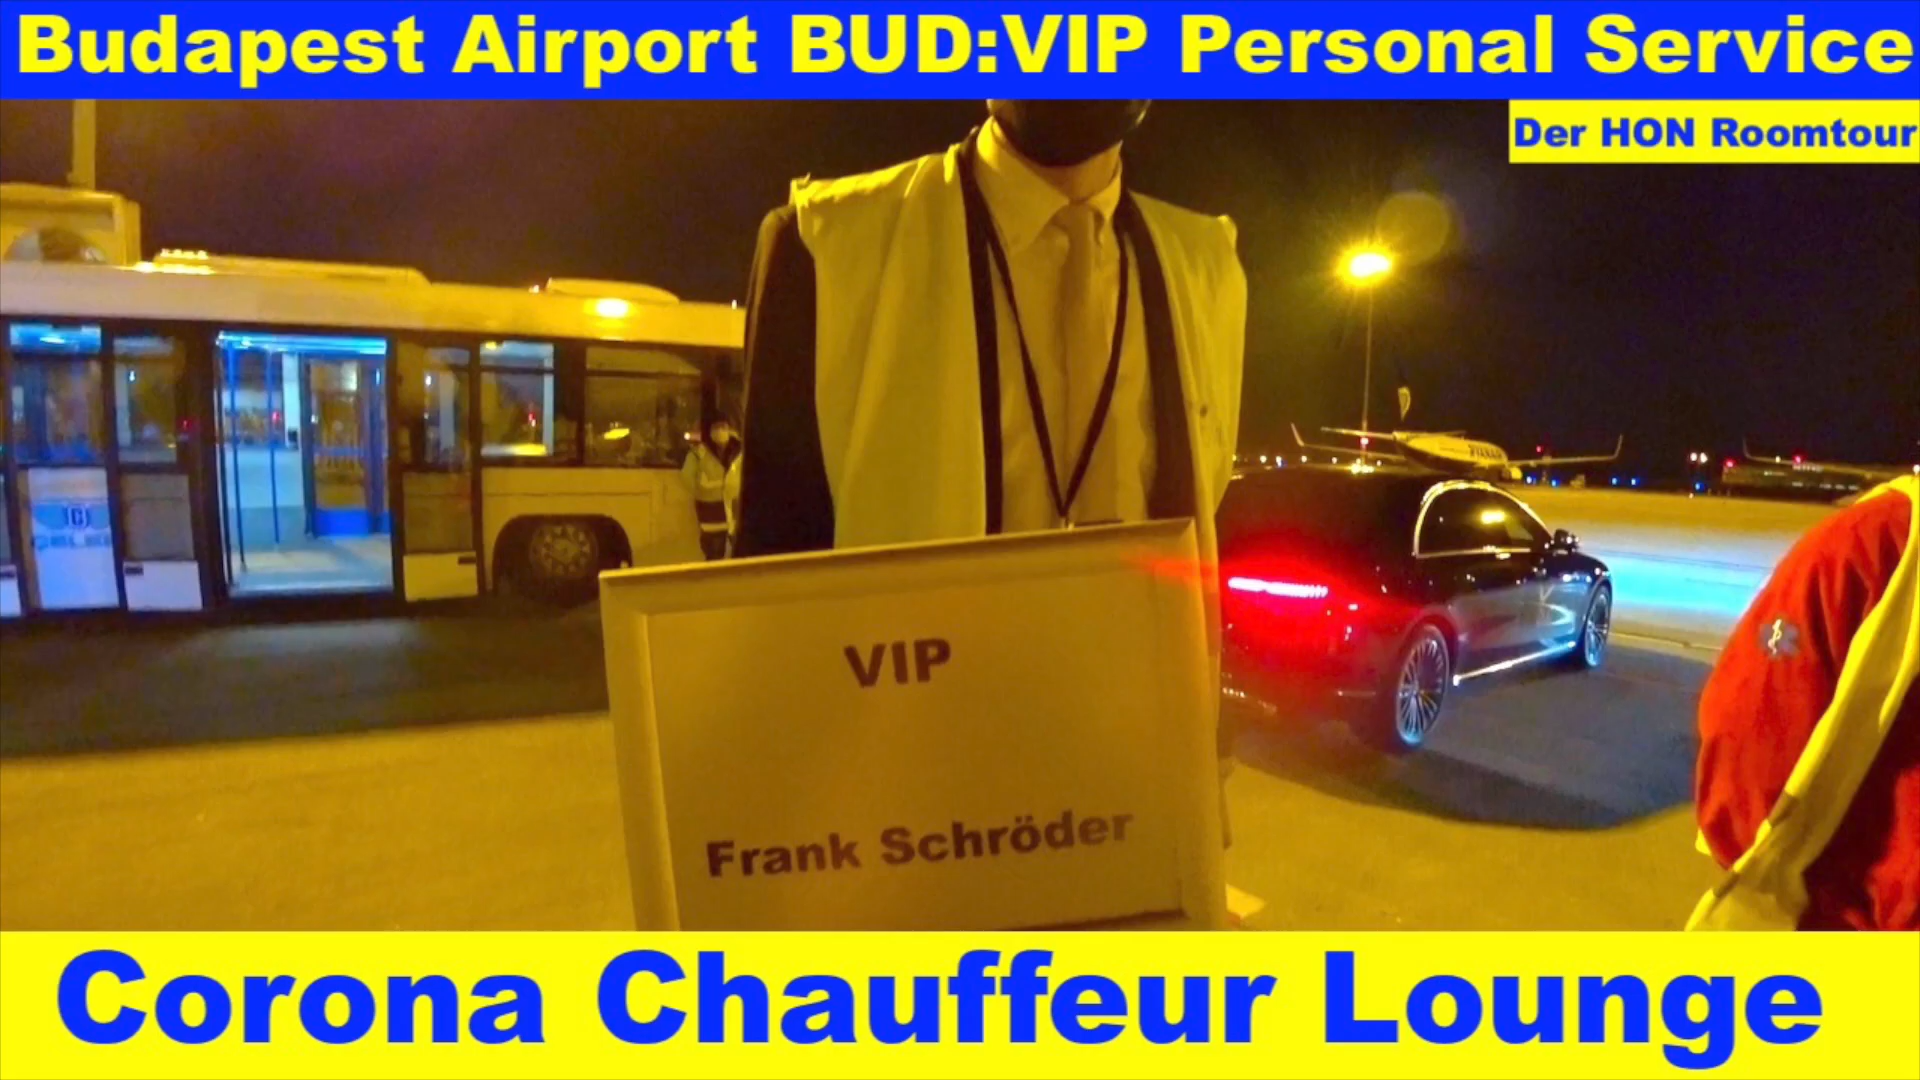 Budapest Airport BUD:VIP Personal Service
Der HON Roomtour
VIP
Frank Schröder
Corona Chauffeur Lounge